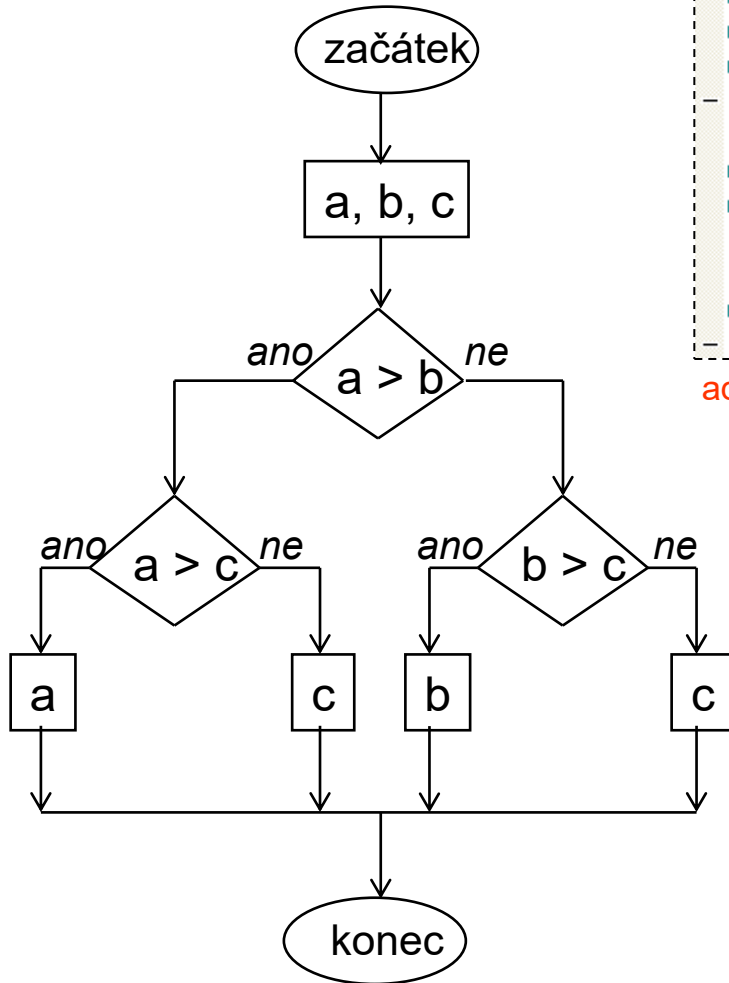 začátek
a, b, c
ano
a > b
ne
ano
a > c
ne
ano
b > c
ne
a
c
b
c
konec